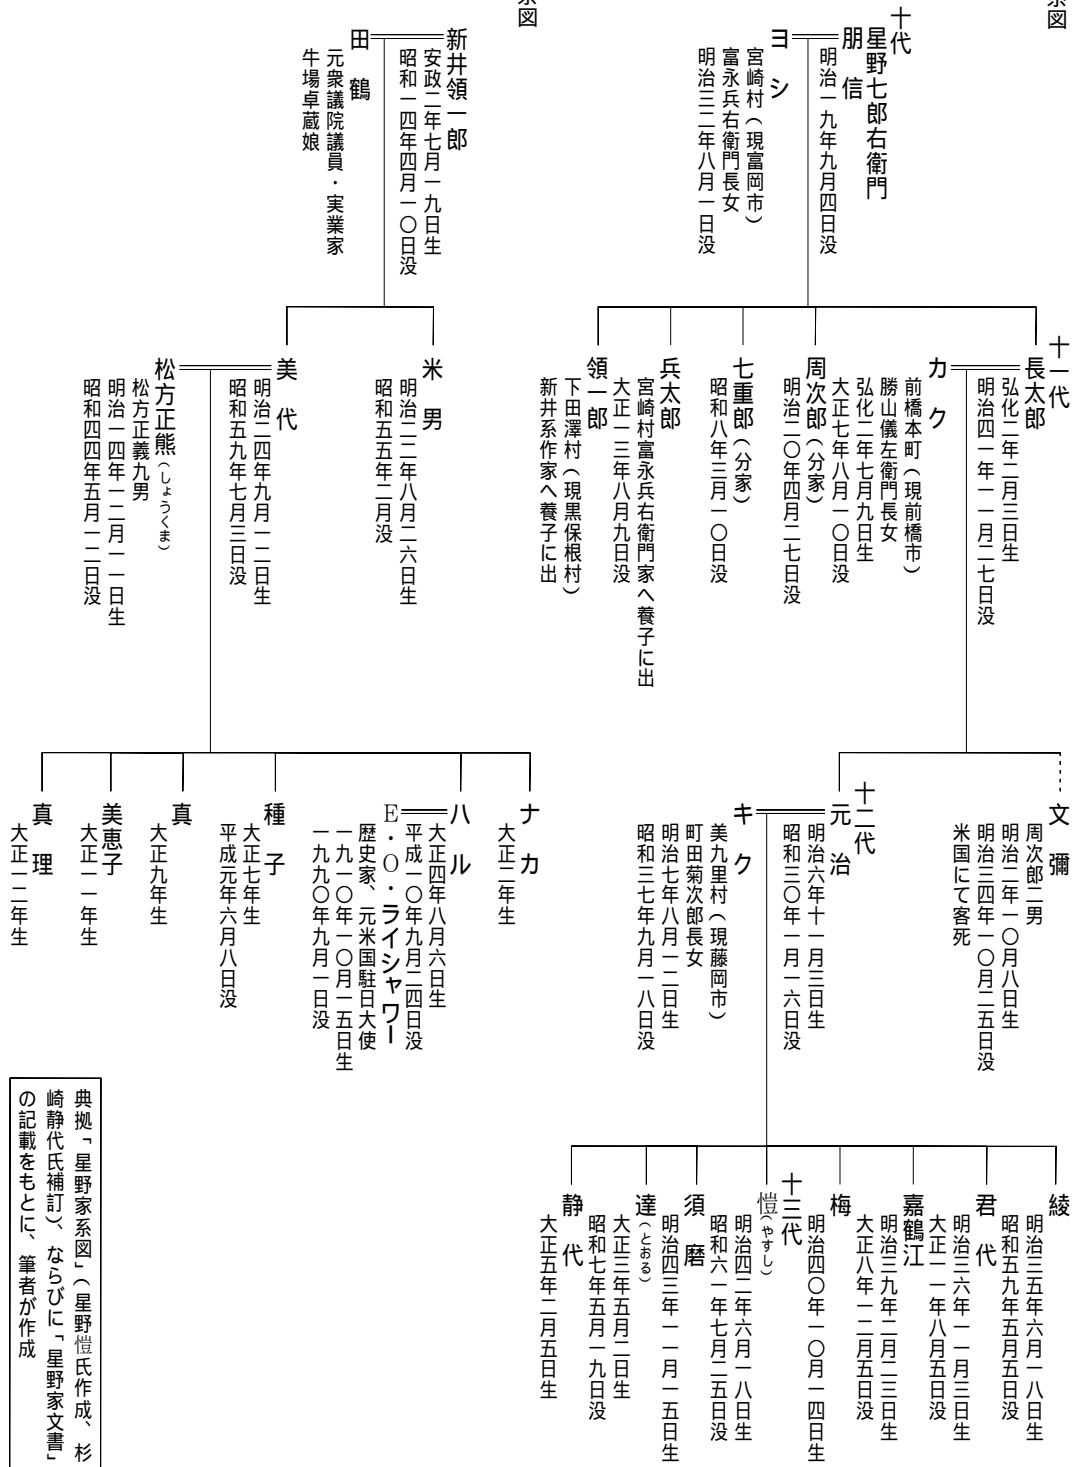 系図
十代
星野七郎右衛門
朋　信
明治一九年九月四日没
ヨ　シ
宮崎村（現富岡市）
富永兵右衛門長女
明治三二年八月一日没
十一代
長太郎
弘化二年二月三日生
明治四一年一一月二七日没
カ　ク
前橋本町（現前橋市）
勝山儀左衛門長女
弘化二年七月九日生
大正七年八月一〇日没
周次郎（分家）
明治二〇年四月二七日没
七重郎（分家）
昭和八年三月一〇日没
兵太郎
宮崎村富永兵右衛門家へ養子に出
大正一三年八月九日没
領一郎
下田澤村（現黒保根村）
新井系作家へ養子に出
文　彌
周次郎二男
明治二年一〇月八日生
明治三四年一〇月二五日没
米国にて客死
十二代
元　治
明治六年十一月三日生
昭和三〇年一月一六日没
キ　ク
美九里村（現藤岡市）
町田菊次郎長女
明治七年八月一二日生
昭和三七年九月一八日没
綾
明治三五年六月一八日生
昭和五九年五月五日没
君　代
明治三六年一一月三日生
大正一一年八月五日没
嘉鶴江
明治三九年二月二三日生
大正八年一二月五日没
梅
明治四〇年一〇月一四日生
十三代
愷（やすし）
明治四二年六月一八日生
昭和六一年七月二五日没
須　磨
明治四三年一一月一五日生
達（とおる）
大正三年五月二日生
昭和七年五月一九日没
静　代
大正五年二月五日生
系図
新井領一郎
安政二年七月一九日生
昭和一四年四月一〇日没
田　鶴
元衆議院議員・実業家
牛場卓蔵娘
米　男
明治二二年八月二六日生
昭和五五年二月没
美　代
明治二四年九月一二日生
昭和五九年七月三日没
松方正熊（しょうくま）
松方正義九男
明治一四年一二月一一日生
昭和四四年五月一二日没
ナ　カ
大正二年生
ハ　ル
大正四年八月六日生
平成一〇年九月二四日没
E・O・ライシャワー
歴史家、元米国駐日大使
一九一〇年一〇月一五日生
一九九〇年九月一日没
種　子
大正七年生
平成元年六月八日没
真
大正九年生
美恵子
大正一一年生
真　理
大正一二年生
典拠「星野家系図」（星野愷氏作成、杉
崎静代氏補訂）、ならびに「星野家文書」
の記載をもとに、筆者が作成